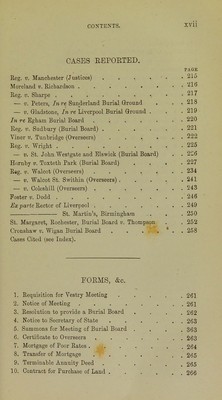 CONTENTS. xvii
CASES REPORTED.
PAGE
Reg. v. Manchester (Justices) . . . . . . 215
Moreland v. Richardson . . . . . . . 216
Reg. v. Sharpe . . . . . . . . 217
— v. Peters, In re Sunderland Burial Ground . . . 218
— v. Gladstone, In re Liverpool Burial Ground . . . 219
In re Egham Burial Board . . . . . . 220
Reg. v. Sudbury (Burial Board) . . . . . . 221
Viner v. Tunbridge (Overseers) . . . . . . 222
Reg. v. Wright . . . . . . . . 225
— v. St. John Westgate and Elswick (Burial Board) . . 226
Hornby v. Toxteth Park (Burial Board) . . . . 227
Reg. v. Walcot (Overseers) . . . . . . 234
— v. Walcot St. Swithin (Overseers) . . . . . 241
— v. Coleshill (Overseers) . . . . . . 243
Foster v. Dodd . . . . . . . . 246
Ex parte Rector of Liverpool . . . . . . 249
——— St. Martin's, Birmingham . . . . 250
St. Margaret, Rochester, Burial Board v. Thompson . . 252
Cronshaw v. Wigan Burial Board . . . . . 258
Cases Cited (see Index).
FORMS, &c.
1. Requisition for Vestry Meeting . . . . . 261
2. Notice of Meeting . . . . . . . 261
3. Resolution to provide a Burial Board . . . . 262
4. Notice to Secretary of State . . . . . 263
5. Summons for Meeting of Burial Board . . . . 263
6. Certificate to Overseers . . . . . . 263
7. Mortgage of Poor Rates . . . . . . 264
8. Transfer of Mortgage . . . . . . 265
9. Terminable Annuity Deed . . . . . . 265
10. Contract for Purchase of Land . . . . . 266